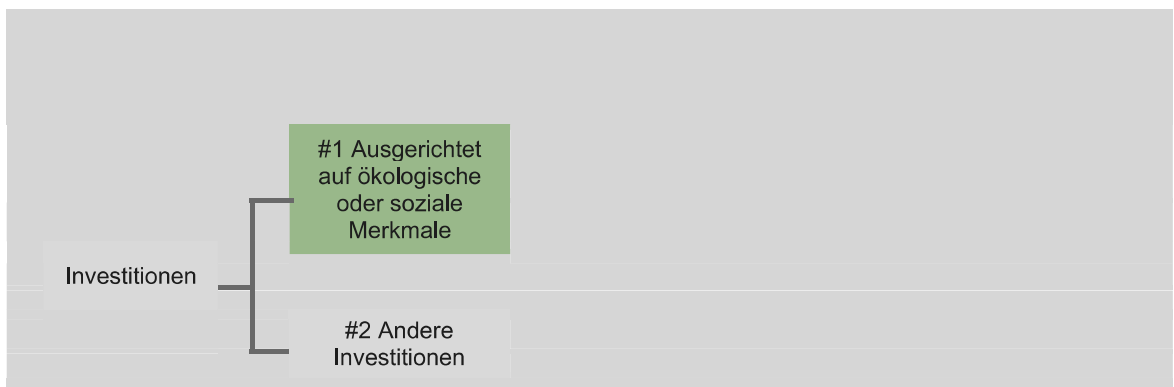 #1 Ausgerichtet
auf ökologische
oder soziale
Merkmale
Investitionen
#2 Andere
Investitionen